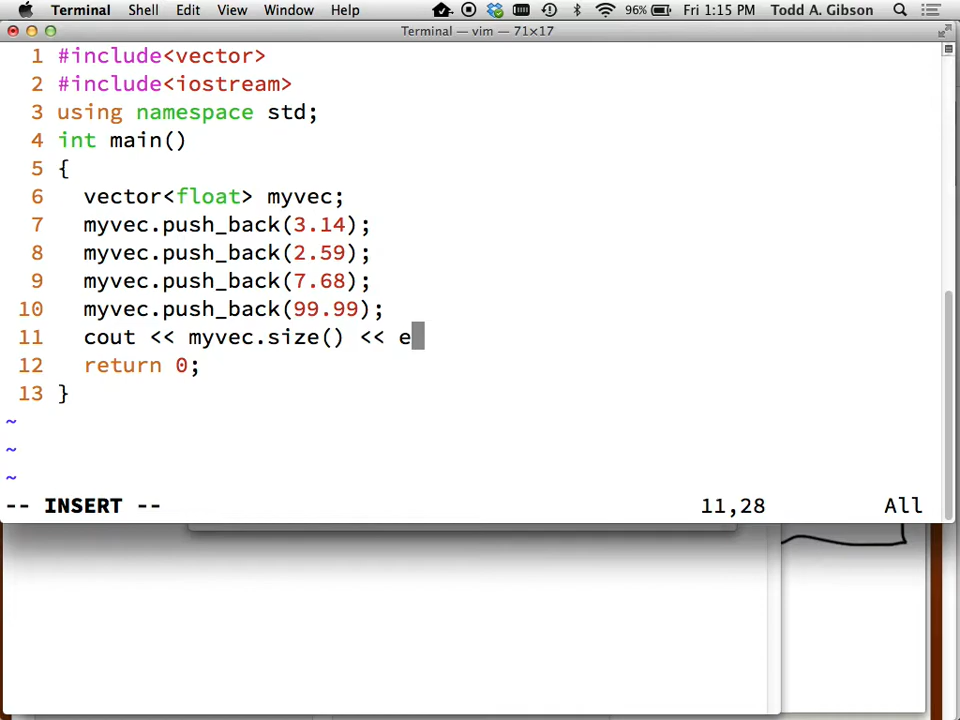 Terminal Shell Edit View Window Help 96% Fri 1:15 PM Todd A. Gibson
Terminal — vim — 71×17
1 #include<vector>
2 #include<iostream>
3 using namespace std;
4 int main()
5 {
6   vector<float> myvec;
7   myvec.push_back(3.14);
8   myvec.push_back(2.59);
9   myvec.push_back(7.68);
10   myvec.push_back(99.99);
11   cout << myvec.size() << e
12   return 0;
13 }
~
~
~
-- INSERT -- 11,28 All